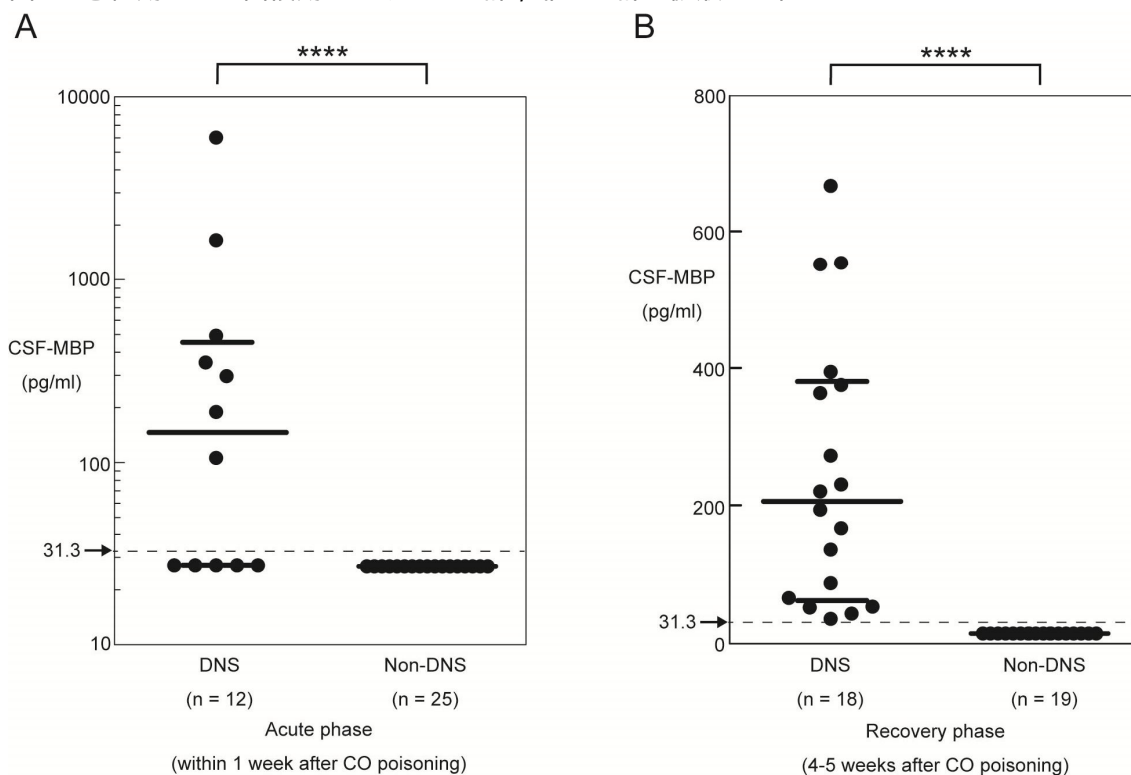 A
****
10000
1000
CSF-MBP
(pg/ml)
100
31.3
10
DNS
Non-DNS
(n = 12)
(n = 25)
Acute phase
(within 1 week after CO poisoning)
B
****
800
600
CSF-MBP
(pg/ml)
400
200
31.3
0
DNS
Non-DNS
(n = 18)
(n = 19)
Recovery phase
(4-5 weeks after CO poisoning)